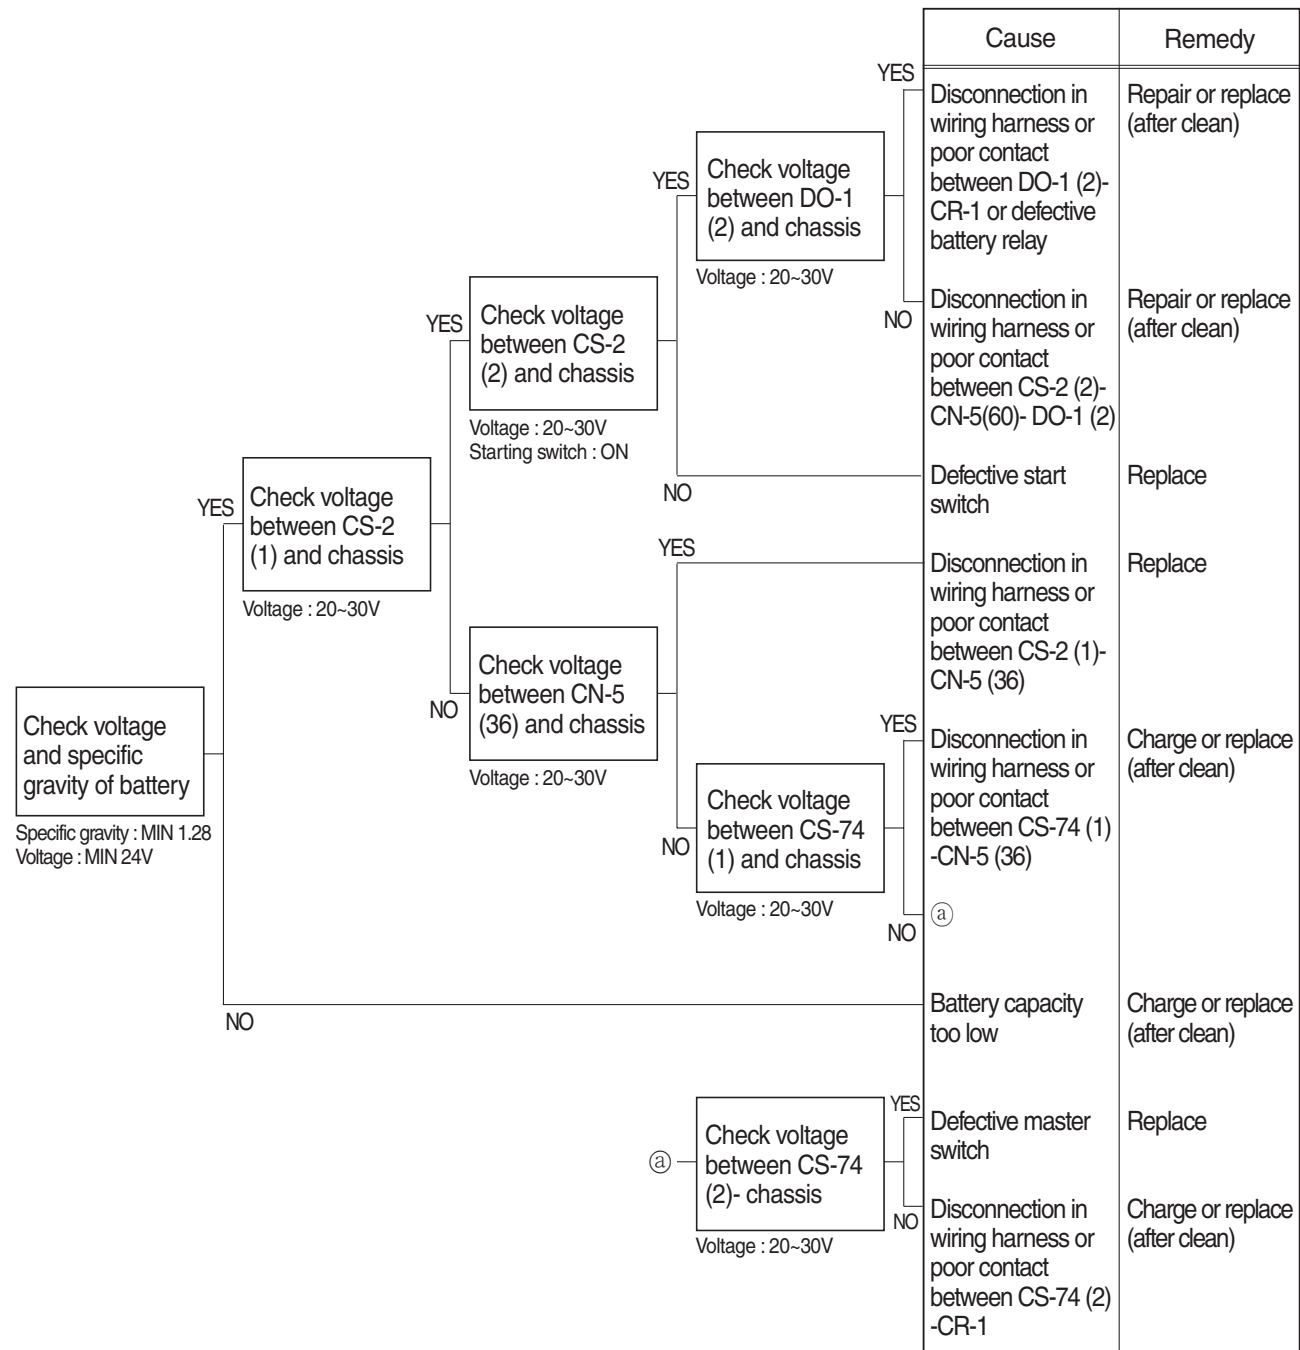 Cause
Remedy
YES
Disconnection in
wiring harness or
poor contact
between DO-1 (2)-
CR-1 or defective
battery relay
Repair or replace
(after clean)
YES
Check voltage
between DO-1
(2) and chassis
Voltage : 20~30V
NO
Disconnection in
wiring harness or
poor contact
between CS-2 (2)-
CN-5(60)- DO-1 (2)
Repair or replace
(after clean)
YES
Check voltage
between CS-2
(2) and chassis
Voltage : 20~30V
Starting switch : ON
NO
Defective start
switch
Replace
YES
Check voltage
between CS-2
(1) and chassis
Voltage : 20~30V
YES
Disconnection in
wiring harness or
poor contact
between CS-2 (1)-
CN-5 (36)
Replace
NO
Check voltage
between CN-5
(36) and chassis
Voltage : 20~30V
Check voltage
and specific
gravity of battery
Specific gravity : MIN 1.28
Voltage : MIN 24V
YES
Disconnection in
wiring harness or
poor contact
between CS-74 (1)
-CN-5 (36)
Charge or replace
(after clean)
NO
Check voltage
between CS-74
(1) and chassis
Voltage : 20~30V
NO
ⓐ
NO
Battery capacity
too low
Charge or replace
(after clean)
ⓐ
Check voltage
between CS-74
(2)- chassis
Voltage : 20~30V
YES
Defective master
switch
Replace
NO
Disconnection in
wiring harness or
poor contact
between CS-74 (2)
-CR-1
Charge or replace
(after clean)